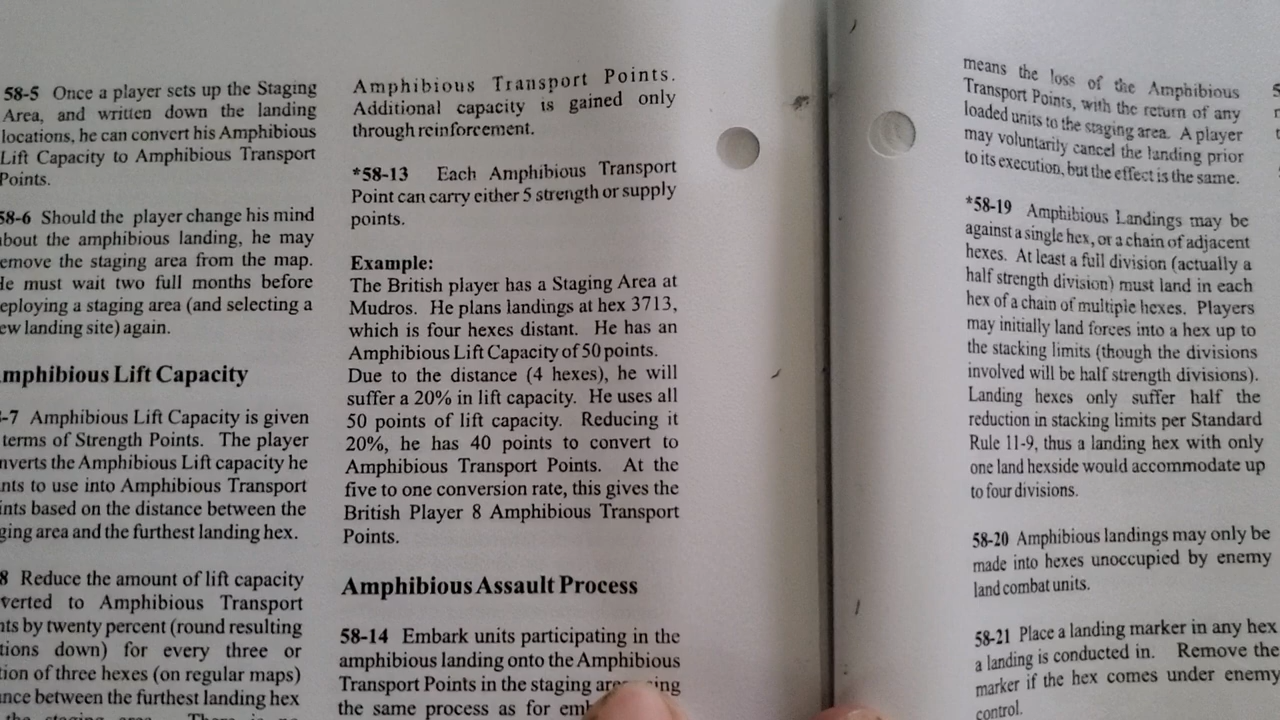 58-5 Once a player sets up the Staging
Area, and written down the landing
locations, he can convert his Amphibious
Lift Capacity to Amphibious Transport
Points.
58-6 Should the player change his mind
about the amphibious landing, he may
remove the staging area from the map.
He must wait two full months before
deploying a staging area (and selecting a
new landing site) again.
Amphibious Lift Capacity
-7 Amphibious Lift Capacity is given
terms of Strength Points. The player
converts the Amphibious Lift capacity he
wants to use into Amphibious Transport
Points based on the distance between the
staging area and the furthest landing hex.
8 Reduce the amount of lift capacity
converted to Amphibious Transport
Points by twenty percent (round resulting
fractions down) for every three or
of three hexes (on regular maps)
distance between the furthest landing hex
the staging area. There is no
Amphibious Transport Points.
Additional capacity is gained only
through reinforcement.
*58-13 Each Amphibious Transport
Point can carry either 5 strength or supply
points.
Example:
The British player has a Staging Area at
Mudros. He plans landings at hex 3713,
which is four hexes distant. He has an
Amphibious Lift Capacity of 50 points.
Due to the distance (4 hexes), he will
suffer a 20% in lift capacity. He uses all
50 points of lift capacity. Reducing it
20%, he has 40 points to convert to
Amphibious Transport Points. At the
five to one conversion rate, this gives the
British Player 8 Amphibious Transport
Points.
Amphibious Assault Process
58-14 Embark units participating in the
amphibious landing onto the Amphibious
Transport Points in the staging
the same process as for
means the loss of the Amphibious
Transport Points, with the return of any
loaded units to the staging area. A player
may voluntarily cancel the landing prior
to its execution, but the effect is the same.
*58-19 Amphibious Landings may be
against a single hex, or a chain of adjacent
hexes. At least a full division (actually a
half strength division) must land in each
hex of a chain of multiple hexes. Players
may initially land forces into a hex up to
the stacking limits (though the divisions
involved will be half strength divisions).
Landing hexes only suffer half the
reduction in stacking limits per Standard
Rule 11-9, thus a landing hex with only
one land hexside would accommodate up
to four divisions.
58-20 Amphibious landings may only be
made into hexes unoccupied by enemy
land combat units.
58-21 Place a landing marker in any hex
a landing is conducted in. Remove the
marker if the hex comes under enemy
control.